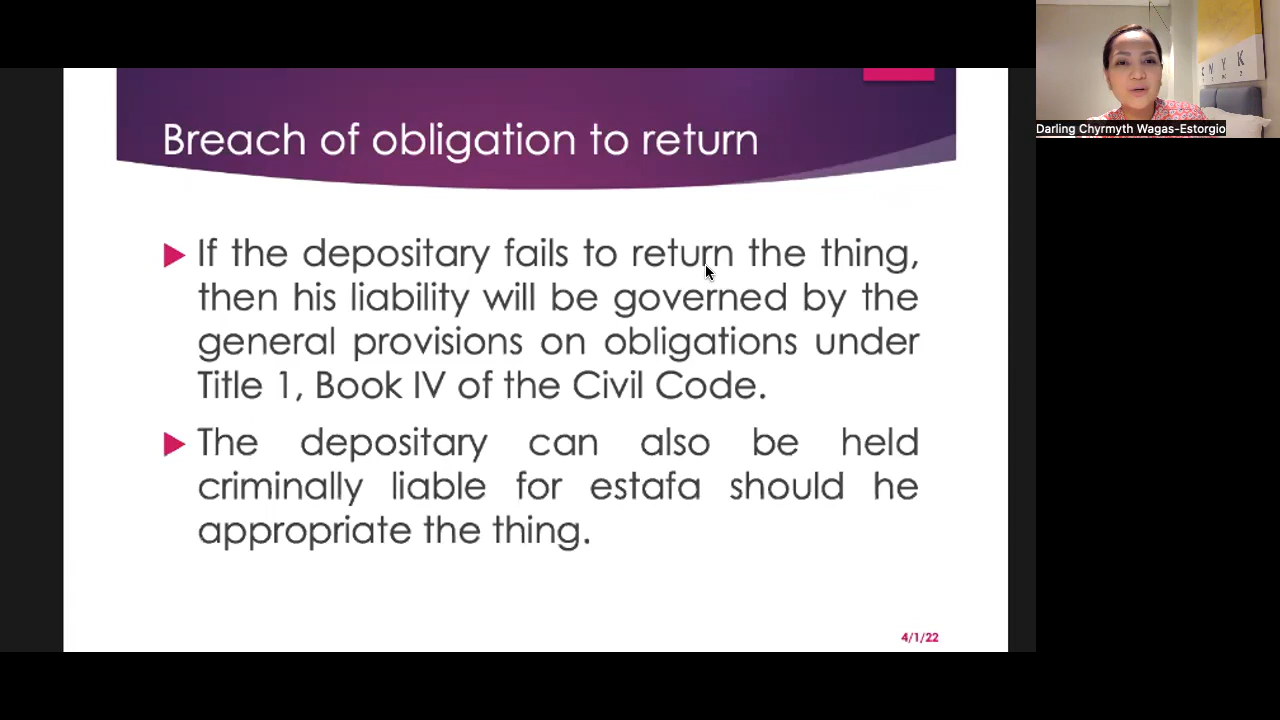 Breach of obligation to return
If the depositary fails to return the thing,
then his liability will be governed by the
general provisions on obligations under
Title 1, Book IV of the Civil Code.
The depositary can also be held
criminally liable for estafa should he
appropriate the thing.
4/1/22
Darling Chyrmyth Wagas-Estorgio